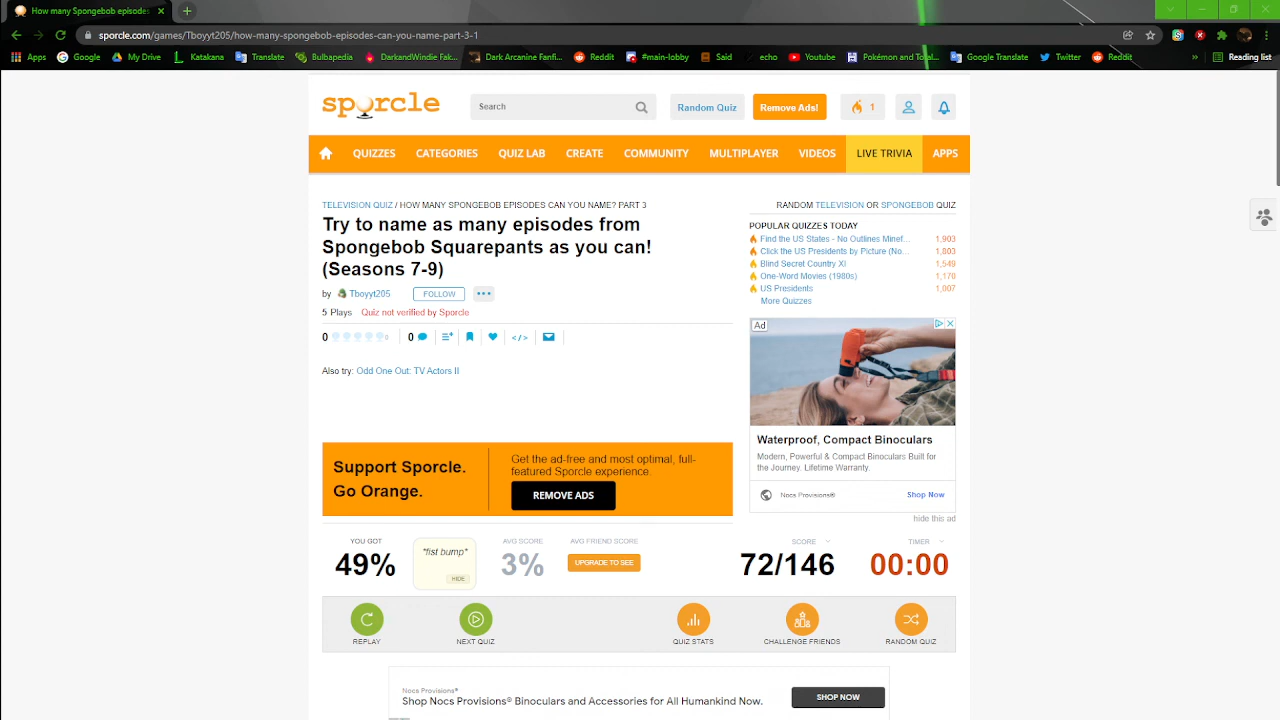 How many Spongebob episodes
sporcle.com/games/Tboyyt205/how-many-spongebob-episodes-can-you-name-part-3-1
Apps Google My Drive Katakana Translate Bulbapedia DarkandWindie Fak... Dark Arcanine Fanfi... Reddit #main-lobby Said echo Youtube Pokémon and Total... Google Translate Twitter Reddit » Reading list
sporcle
Search
Random Quiz
Remove Ads!
1
QUIZZES CATEGORIES QUIZ LAB CREATE COMMUNITY MULTIPLAYER VIDEOS LIVE TRIVIA APPS
TELEVISION QUIZ / HOW MANY SPONGEBOB EPISODES CAN YOU NAME? PART 3
Try to name as many episodes from
Spongebob Squarepants as you can!
(Seasons 7-9)
by Tboyyt205 FOLLOW •••
5 Plays Quiz not verified by Sporcle
0 0 0 </>
Also try: Odd One Out: TV Actors II
RANDOM TELEVISION OR SPONGEBOB QUIZ
POPULAR QUIZZES TODAY
Find the US States - No Outlines Minef... 1,903
Click the US Presidents by Picture (No... 1,803
Blind Secret Country XI 1,549
One-Word Movies (1980s) 1,170
US Presidents 1,007
More Quizzes
Ad
Waterproof, Compact Binoculars
Modern, Powerful & Compact Binoculars Built for
the Journey. Lifetime Warranty.
Nocs Provisions® Shop Now
hide this ad
Support Sporcle.
Go Orange.
Get the ad-free and most optimal, full-
featured Sporcle experience.
REMOVE ADS
YOU GOT
49%
*fist bump*
HIDE
AVG SCORE
3%
AVG FRIEND SCORE
UPGRADE TO SEE
SCORE
72/146
TIMER
00:00
REPLAY NEXT QUIZ QUIZ STATS CHALLENGE FRIENDS RANDOM QUIZ
Nocs Provisions®
Shop Nocs Provisions® Binoculars and Accessories for All Humankind Now.
SHOP NOW